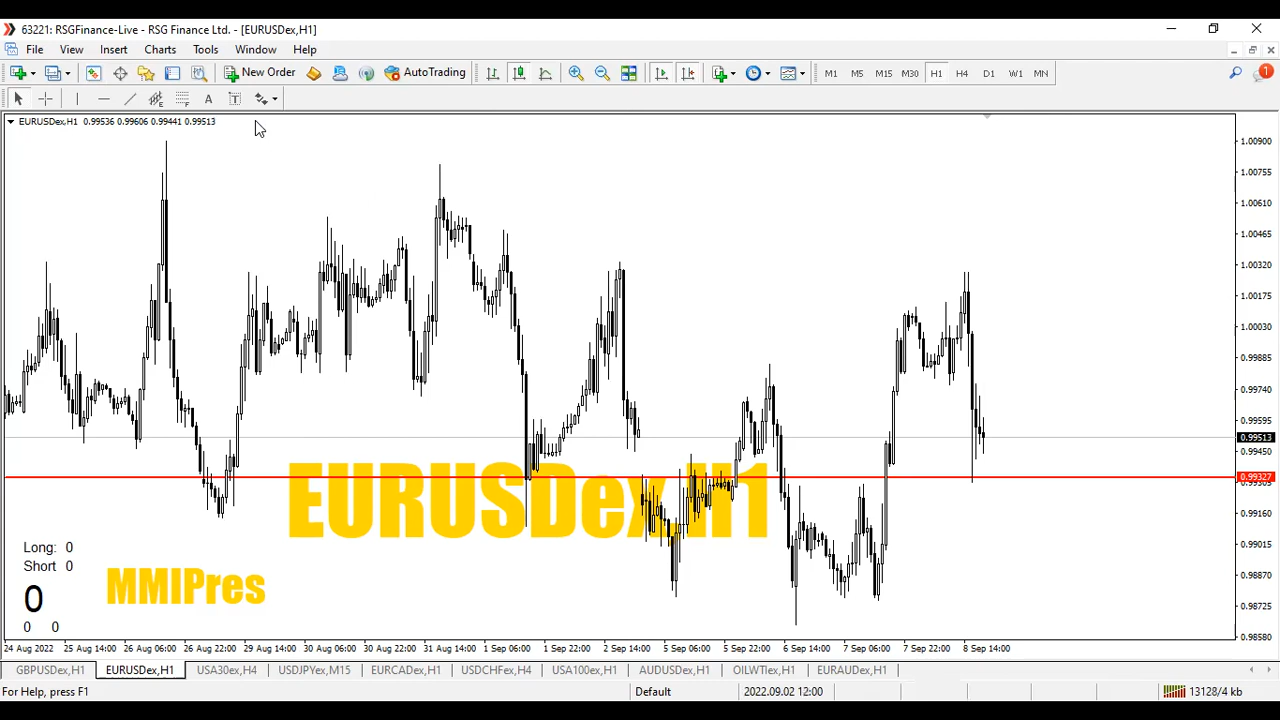 63221: RSGFinance-Live - RSG Finance Ltd. - [EURUSDex,H1]
File View Insert Charts Tools Window Help
New Order AutoTrading M1 M5 M15 M30 H1 H4 D1 W1 MN 1
A T
EURUSDex,H1 0.99536 0.99606 0.99441 0.99513
1.00900
1.00755
1.00610
1.00465
1.00320
1.00175
1.00030
0.99885
0.99740
0.99595
0.99513
0.99450
0.99327
0.99305
0.99160
0.99015
0.98870
0.98725
0.98580
EURUSDex,H1
Long: 0
Short 0
0
0 0
MMIPres
24 Aug 2022 25 Aug 14:00 26 Aug 06:00 26 Aug 22:00 29 Aug 14:00 30 Aug 06:00 30 Aug 22:00 31 Aug 14:00 1 Sep 06:00 1 Sep 22:00 2 Sep 14:00 5 Sep 06:00 5 Sep 22:00 6 Sep 14:00 7 Sep 06:00 7 Sep 22:00 8 Sep 14:00
GBPUSDex,H1 EURUSDex,H1 USA30ex,H4 USDJPYex,M15 EURCADex,H1 USDCHFex,H4 USA100ex,H1 AUDUSDex,H1 OILWTIex,H1 EURAUDex,H1
For Help, press F1 Default 2022.09.02 12:00 13128/4 kb